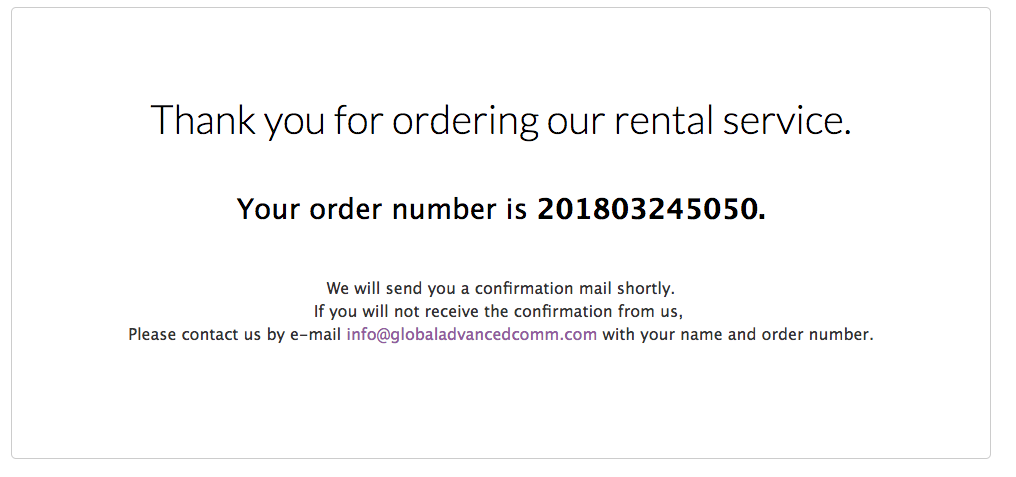 Thank you for ordering our rental service.
Your order number is 201803245050.
We will send you a confirmation mail shortly.
If you will not receive the confirmation from us,
Please contact us by e-mail info@globaladvancedcomm.com with your name and order number.